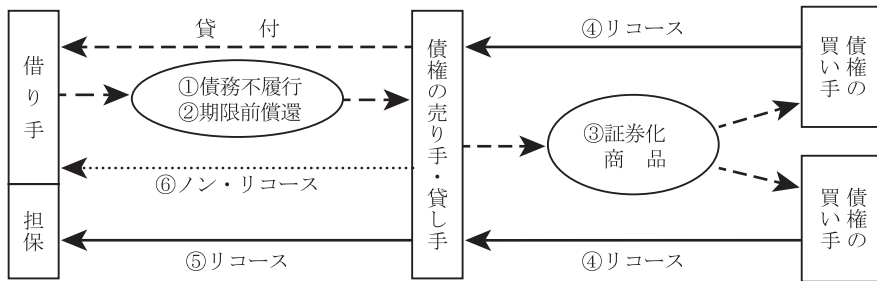 貸　付
借り手
①債務不履行
②期限前償還
⑥ノン・リコース
担保
⑤リコース
債権の売り手・貸し手
④リコース
③証券化
商　品
④リコース
債権の
買い手
債権の
買い手